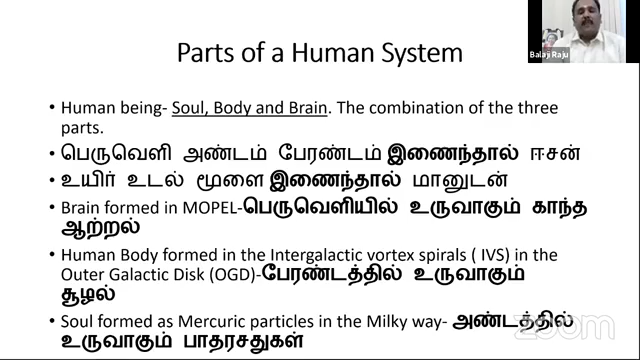 Balaji Raju
Parts of a Human System
• Human being- Soul, Body and Brain. The combination of the three
parts.
• பெருவெளி அண்டம் பேரண்டம் இணைந்தால் ஈசன்
• உயிர் உடல் மூளை இணைந்தால் மானுடன்
• Brain formed in MOPEL-பெருவெளியில் உருவாகும் காந்த
ஆற்றல்
• Human Body formed in the Intergalactic vortex spirals ( IVS) in the
Outer Galactic Disk (OGD)-பேரண்டத்தில் உருவாகும்
சூழல்
• Soul formed as Mercuric particles in the Milky way- அண்டத்தில்
உருவாகும் பாதரசதுகள்
zoom